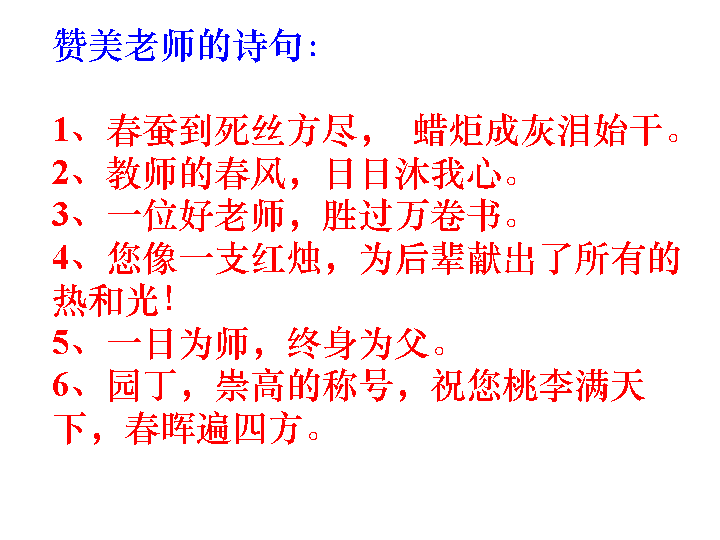 赞美老师的诗句：
1、春蚕到死丝方尽， 蜡炬成灰泪始干。
2、教师的春风，日日沐我心。
3、一位好老师，胜过万卷书。
4、您像一支红烛，为后辈献出了所有的
热和光！
5、一日为师，终身为父。
6、园丁，崇高的称号，祝您桃李满天
下，春晖遍四方。